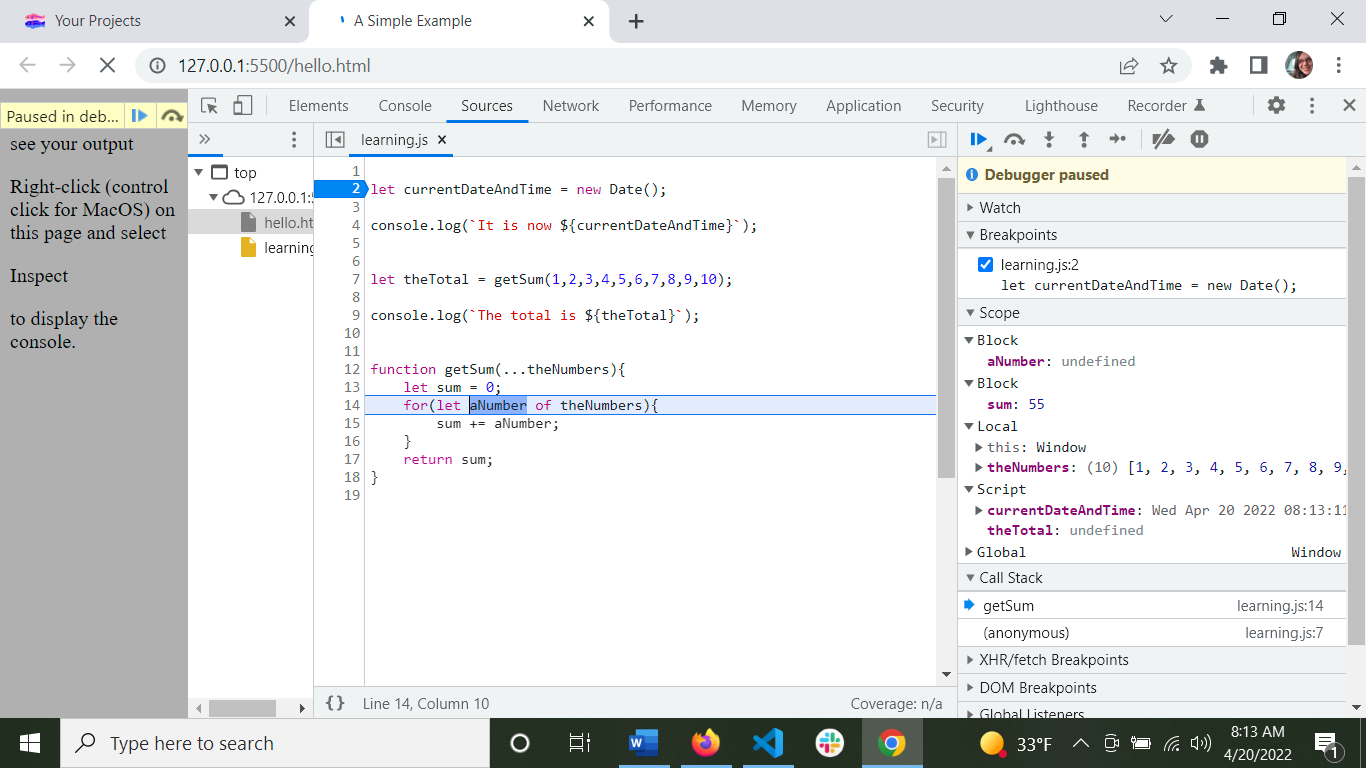 Your Projects
A Simple Example
127.0.0.1:5500/hello.html
Paused in deb...
see your output
Right-click (control
click for MacOS) on
this page and select
Inspect
to display the
console.
Elements Console Sources Network Performance Memory Application Security Lighthouse Recorder
top
127.0.0.1:5
hello.ht
learning
learning.js
1
2 let currentDateAndTime = new Date();
3
4 console.log(`It is now ${currentDateAndTime}`);
5
6
7 let theTotal = getSum(1,2,3,4,5,6,7,8,9,10);
8
9 console.log(`The total is ${theTotal}`);
10
11
12 function getSum(...theNumbers){
13 let sum = 0;
14 for(let aNumber of theNumbers){
15 sum += aNumber;
16 }
17 return sum;
18 }
19
{ } Line 14, Column 10 Coverage: n/a
Debugger paused
Watch
Breakpoints
learning.js:2
let currentDateAndTime = new Date();
Scope
Block
aNumber: undefined
Block
sum: 55
Local
this: Window
theNumbers: (10) [1, 2, 3, 4, 5, 6, 7, 8, 9,
Script
currentDateAndTime: Wed Apr 20 2022 08:13:11
theTotal: undefined
Global Window
Call Stack
getSum learning.js:14
(anonymous) learning.js:7
XHR/fetch Breakpoints
DOM Breakpoints
Global Listeners
Type here to search
W
33°F
8:13 AM
4/20/2022
1